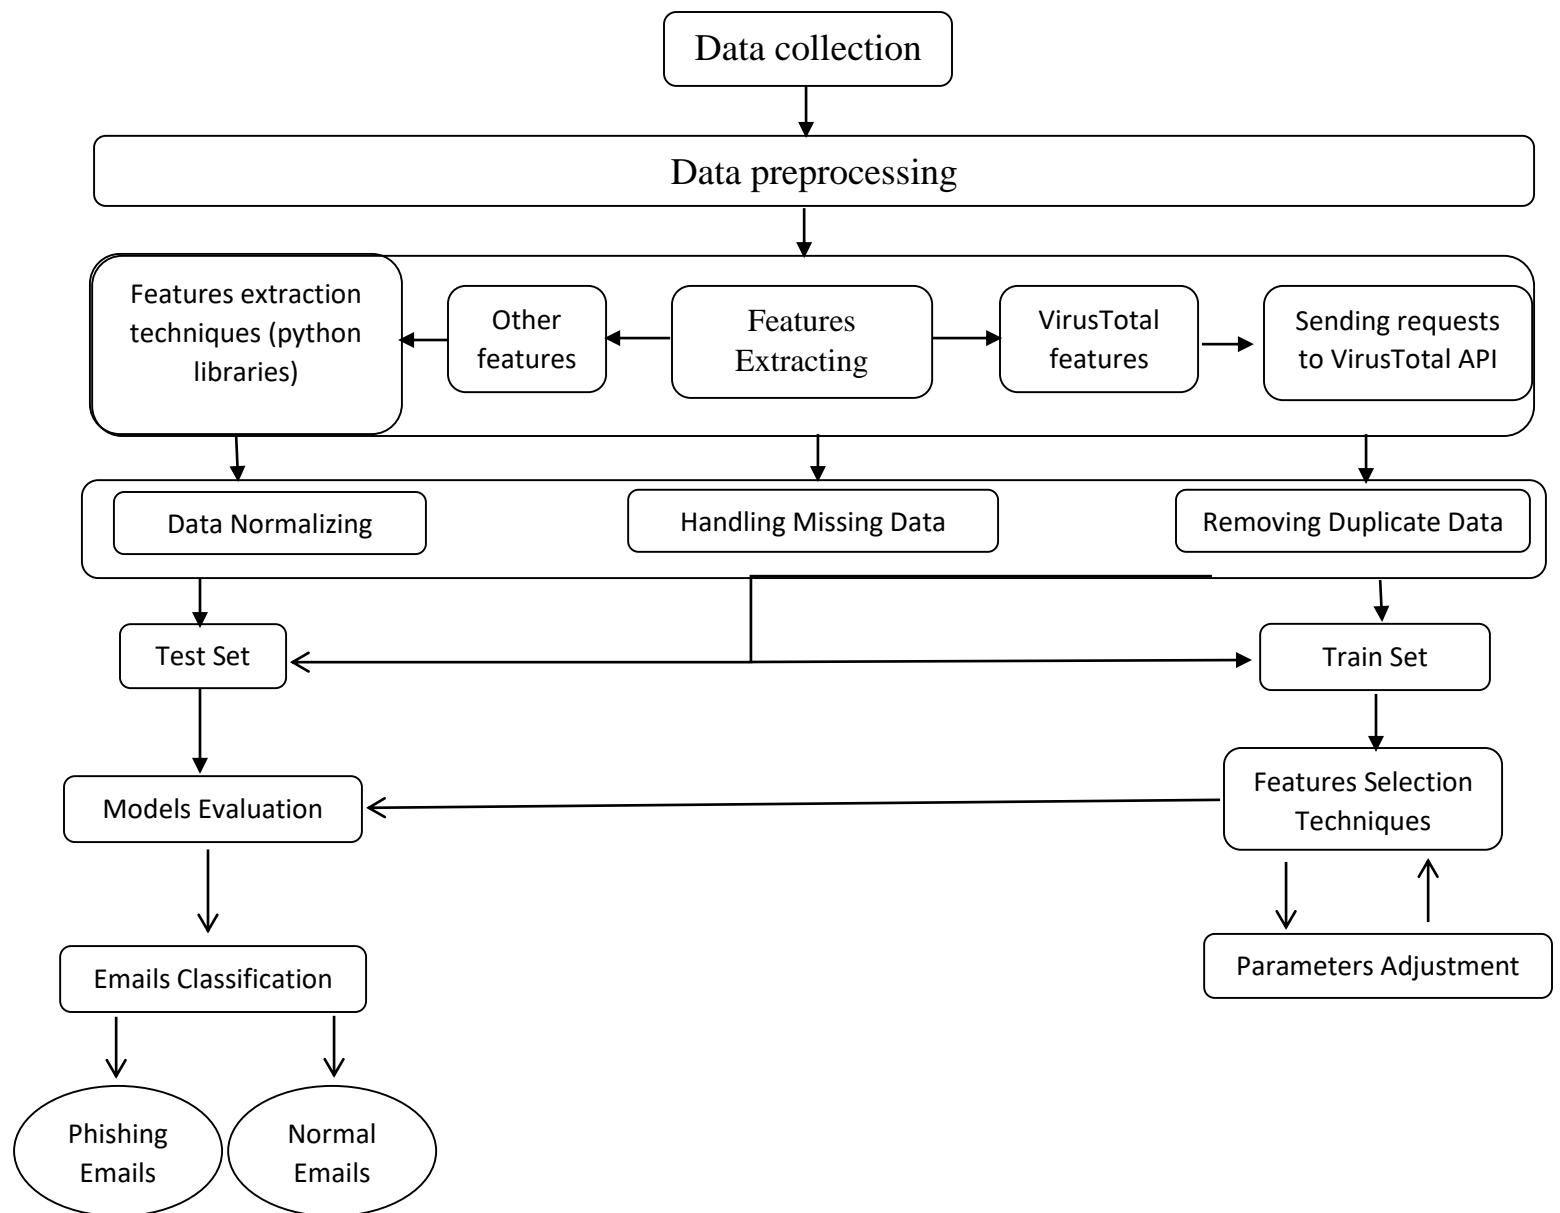 Data collection
Data preprocessing
Features extraction
techniques (python
libraries)
Other
features
Features
Extracting
VirusTotal
features
Sending requests
to VirusTotal API
Data Normalizing
Handling Missing Data
Removing Duplicate Data
Test Set
Train Set
Models Evaluation
Features Selection
Techniques
Emails Classification
Parameters Adjustment
Phishing
Emails
Normal
Emails